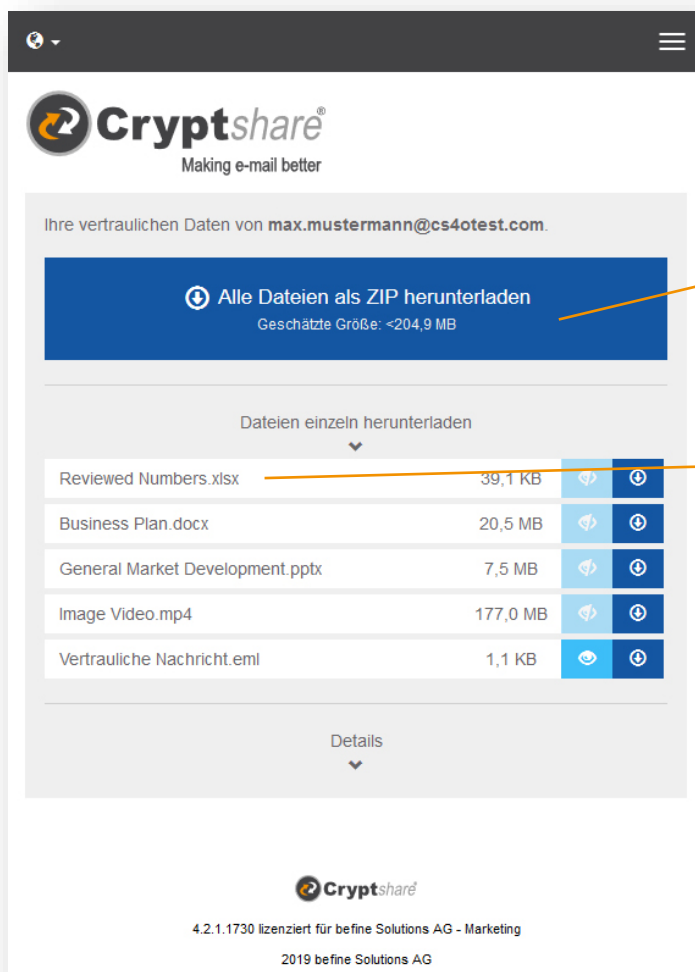 Cryptshare®
Making e-mail better
Ihre vertraulichen Daten von max.mustermann@cs4otest.com.
Alle Dateien als ZIP herunterladen
Geschätzte Größe: <204,9 MB
Dateien einzeln herunterladen
Reviewed Numbers.xlsx 39,1 KB
Business Plan.docx 20,5 MB
General Market Development.pptx 7,5 MB
Image Video.mp4 177,0 MB
Vertrauliche Nachricht.eml 1,1 KB
Details
Cryptshare
4.2.1.1730 lizenziert für befine Solutions AG - Marketing
2019 befine Solutions AG